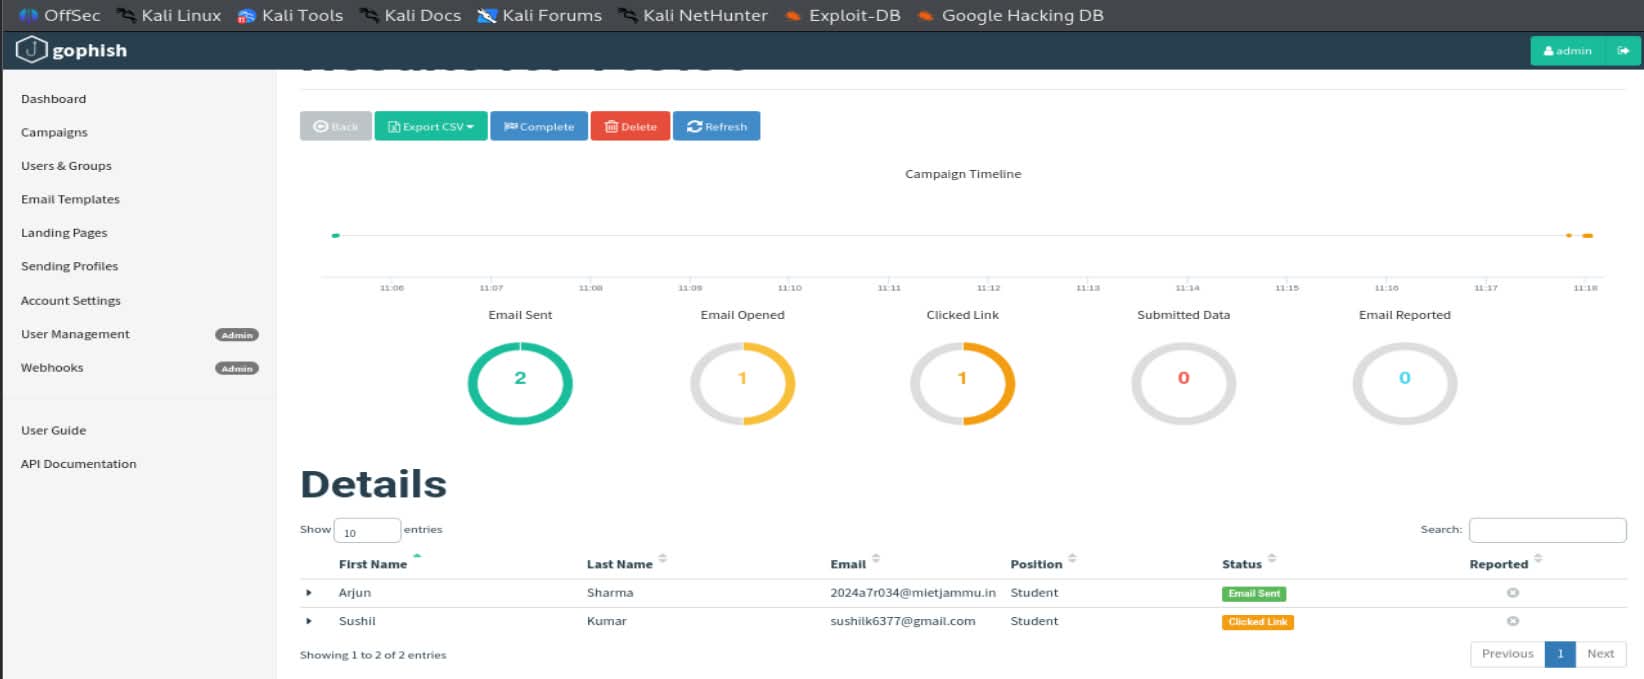 OffSec Kali Linux Kali Tools Kali Docs Kali Forums Kali NetHunter Exploit-DB Google Hacking DB
gophish admin
Dashboard
Campaigns
Users & Groups
Email Templates
Landing Pages
Sending Profiles
Account Settings
User Management Admin
Webhooks Admin
User Guide
API Documentation
Back Export CSV Complete Delete Refresh
Campaign Timeline
11:06 11:07 11:08 11:09 11:10 11:11 11:12 11:13 11:14 11:15 11:16 11:17 11:18
Email Sent Email Opened Clicked Link Submitted Data Email Reported
2 1 1 0 0
Details
Show 10 entries Search:
First Name Last Name Email Position Status Reported
Arjun Sharma 2024a7r034@mietjammu.in Student Email Sent
Sushil Kumar sushilk6377@gmail.com Student Clicked Link
Showing 1 to 2 of 2 entries Previous 1 Next